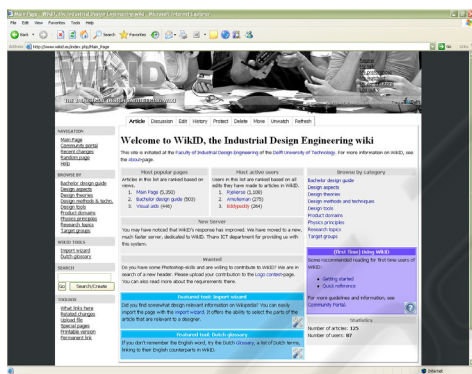 Main_Page - WikID, the Industrial Design Engineering wiki - Microsoft Internet Explorer
File Edit View Favorites Tools Help
Back Search Favorites
Address http://www.wikid.eu/index.php/Main_Page Go
WikID
THE INDUSTRIAL DESIGN ENGINEERING WIKI
Article Discussion Edit History Protect Delete Move Unwatch Refresh
NAVIGATION
Main Page
Community portal
Recent changes
Random page
Help
BROWSE BY
Bachelor design guide
Design aspects
Design theories
Design methods & techn.
Design tools
Product domains
Physics principles
Research topics
Target groups
WIKID TOOLS
Import wizard
Dutch glossary
SEARCH
Go Search/Create
TOOLBOX
What links here
Related changes
Upload file
Special pages
Printable version
Permanent link
Welcome to WikID, the Industrial Design Engineering wiki
This site is initiated at the Faculty of Industrial Design Engineering of the Delft University of Technology. For more information on WikID, see
the about-page.
Most popular pages
Articles in this list are ranked based on
views.
1. Main Page (5,350)
2. Bachelor design guide (503)
3. Visual aids (446)
Most active users
Users in this list are ranked based on all
edits they have made to articles in WikID.
2. Amoleman (275)
3. Eddypaddy (264)
Browse by category
Bachelor design guide
Design aspects
Design theories
Design methods and techniques
Design tools
Product domains
Physics principles
Research topics
Target groups
New Server
You may have noticed that WikID's response has improved. We have moved to a new,
much faster server, dedicated to WikID. Thanx ICT department for providing us with
this system.
Wanted
Do you have some Photoshop-skills and are willing to contribute to WikID? We are in
search of a new header. Please upload your contribution to the Logo contest-page.
You can also read more about the requirements there.
(first time) Using WikID
Some recommended reading for first time users of
WikID:
Getting started
Quick reference
For more guidelines and information, see
Community Portal.
Featured tool: Import wizard
Did you find somewhat design relevant information on Wikipedia? You can easily
import the page with the import wizard. It offers the ability to select the parts of the
article that are relevant to a designer.
Featured tool: Dutch glossary
If you don't remember the English word, try the Dutch Glossary, a list of Dutch terms,
linking to their English counterparts in WikID.
Statistics
Number of articles: 125
Number of users: 87
Internet